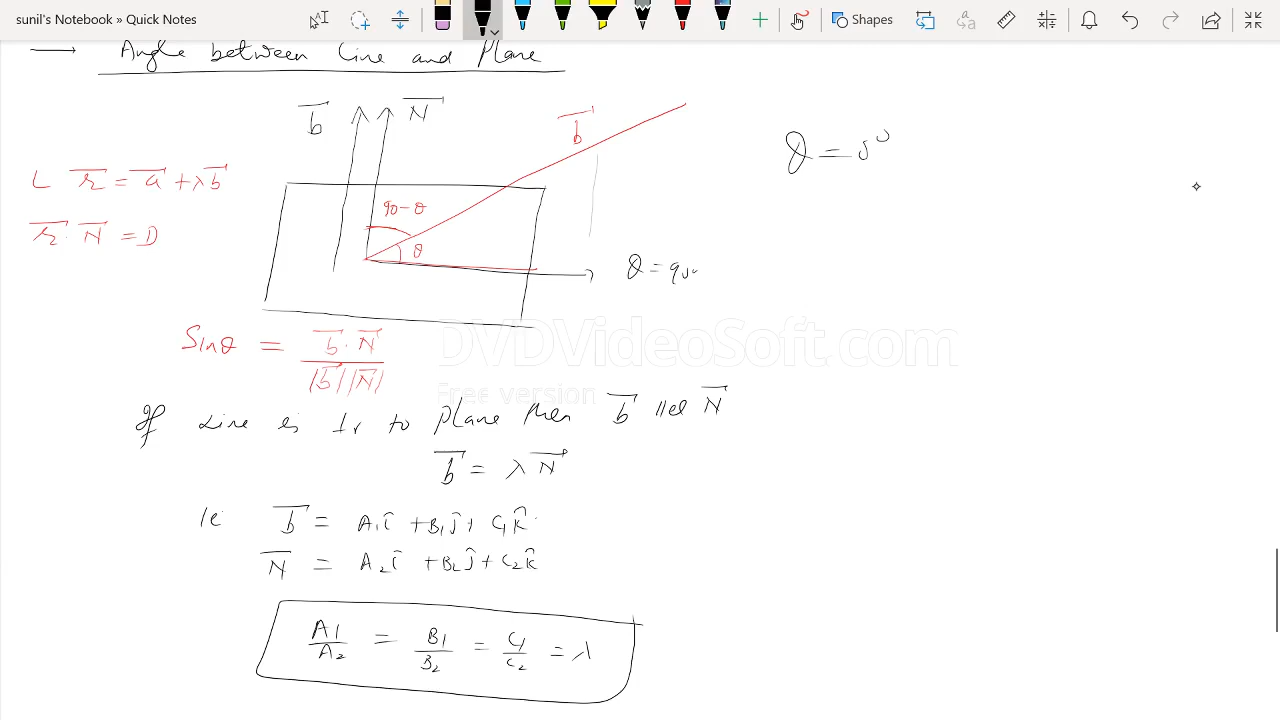 sunil's Notebook » Quick Notes
Shapes
→ Angle between Line and Plane
b N
b
θ = 0°
L r = a + λb
90-θ
r . N = D
θ
θ = 90°
Sinθ = b . N / |b| |N|
DVDVideoSoft.com
Free version
If Line is ⊥r to plane then b llel N
b = λ N
ie b = A1î + B1ĵ + C1k̂
N = A2î + B2ĵ + C2k̂
A1/A2 = B1/B2 = C1/C2 = λ